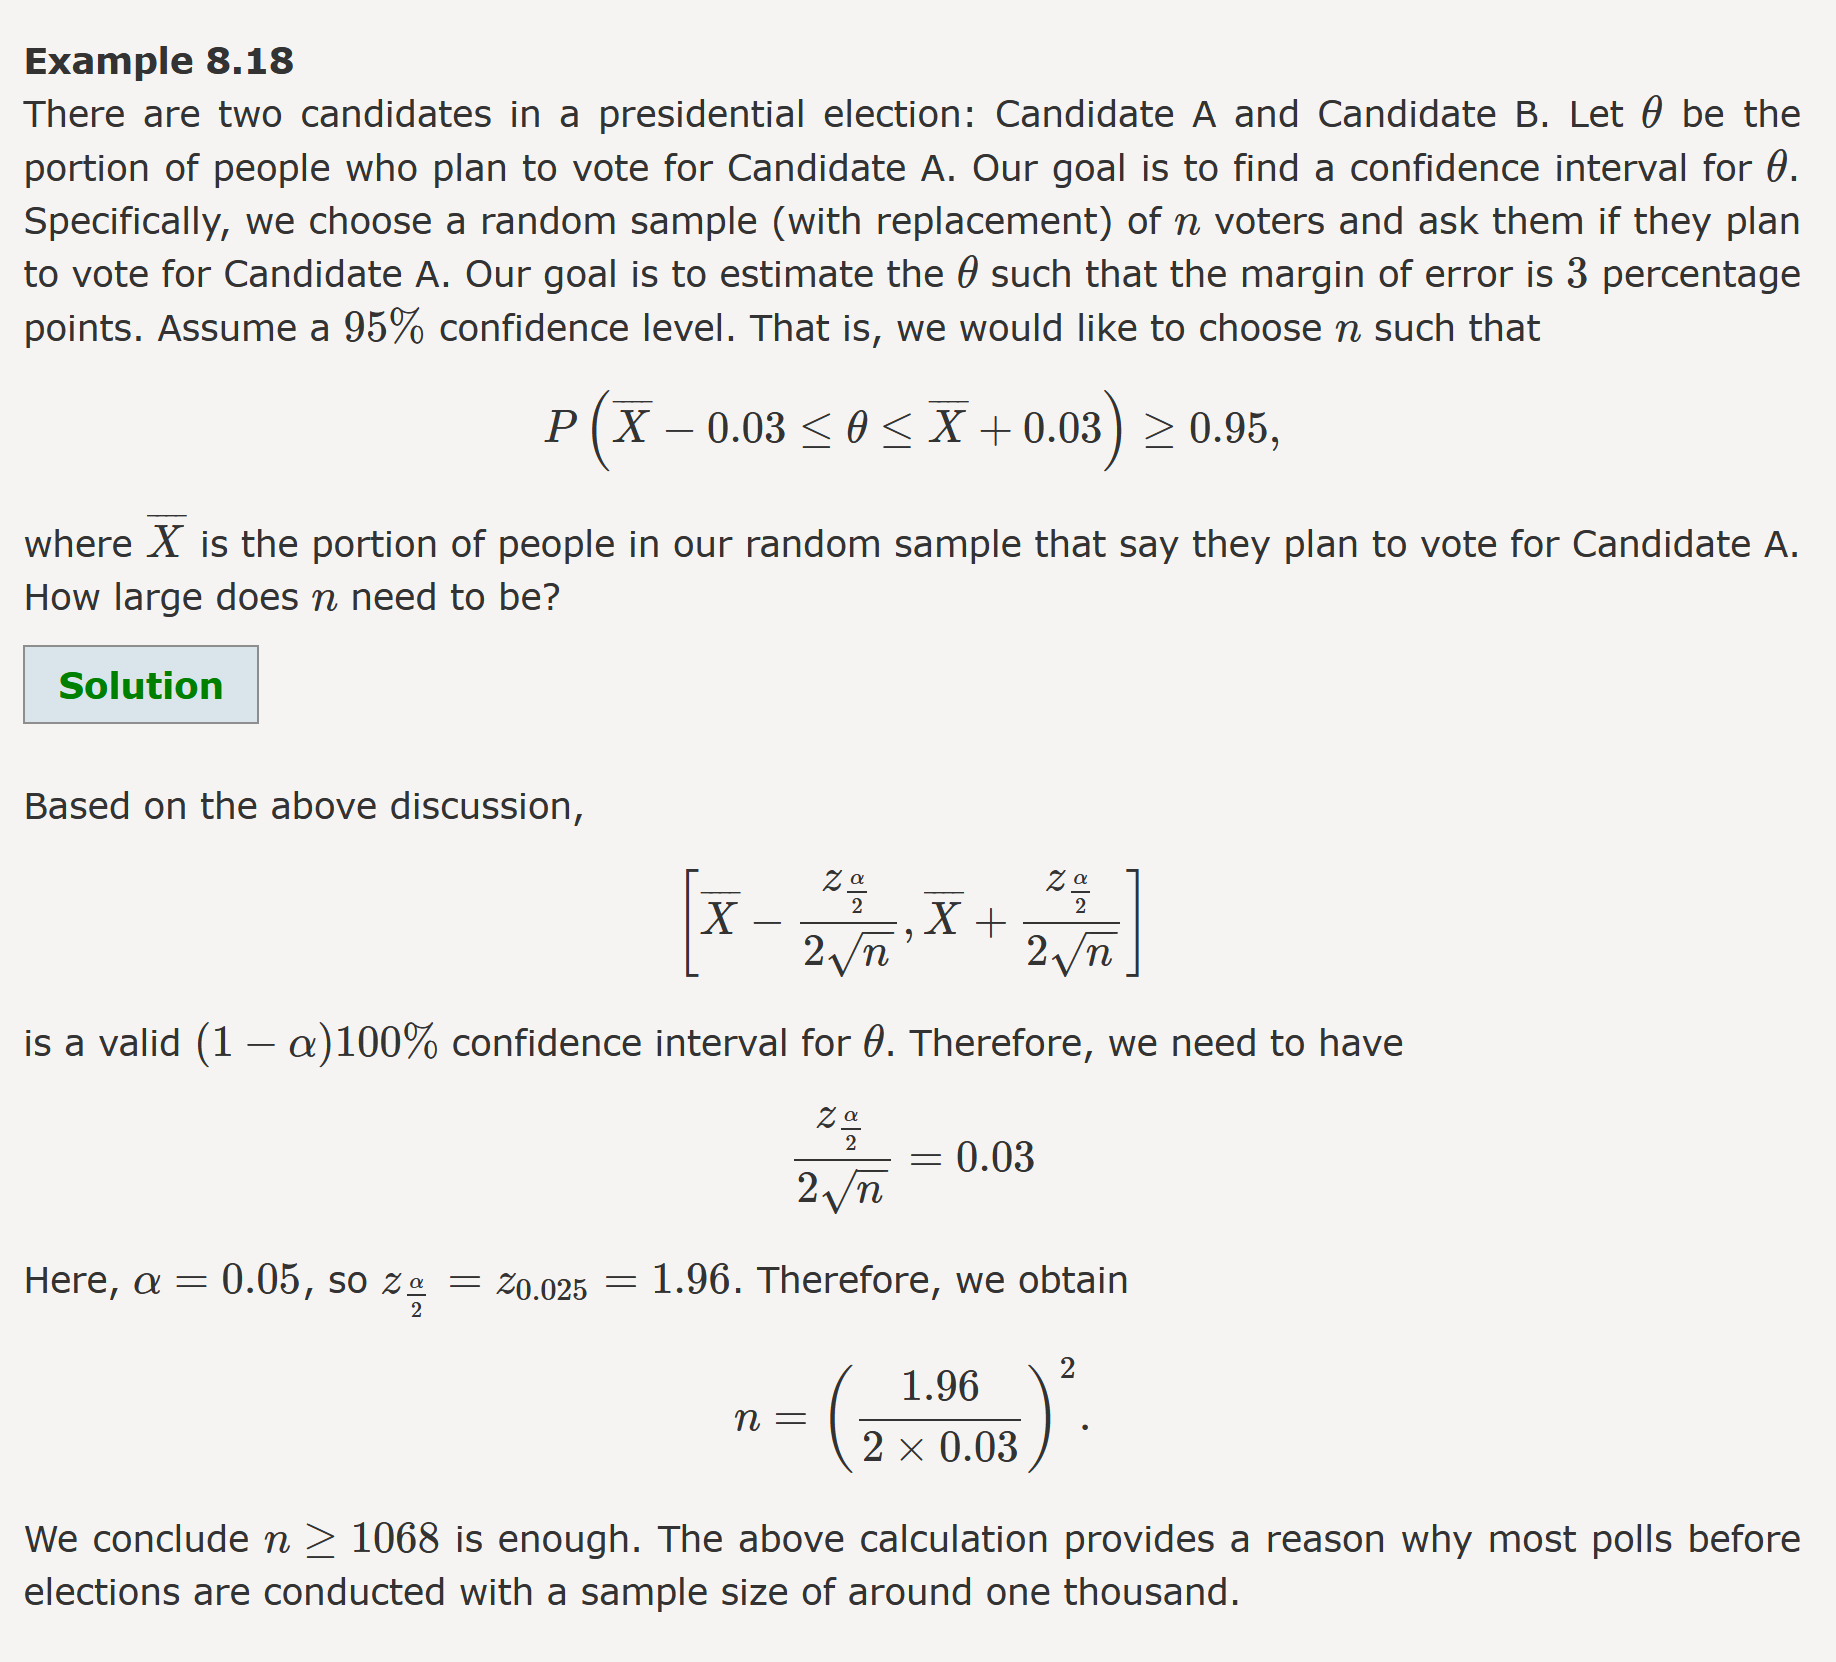 Example 8.18
There are two candidates in a presidential election: Candidate A and Candidate B. Let θ be the
portion of people who plan to vote for Candidate A. Our goal is to find a confidence interval for θ.
Specifically, we choose a random sample (with replacement) of n voters and ask them if they plan
to vote for Candidate A. Our goal is to estimate the θ such that the margin of error is 3 percentage
points. Assume a 95% confidence level. That is, we would like to choose n such that
$P\left(\overline{X} - 0.03 \leq \theta \leq \overline{X} + 0.03\right) \geq 0.95,$
where $\overline{X}$ is the portion of people in our random sample that say they plan to vote for Candidate A.
How large does n need to be?
Solution
Based on the above discussion,
$\left[\overline{X} - \frac{z_{\frac{\alpha}{2}}}{2\sqrt{n}}, \overline{X} + \frac{z_{\frac{\alpha}{2}}}{2\sqrt{n}}\right]$
is a valid $(1 - \alpha)100\%$ confidence interval for θ. Therefore, we need to have
$\frac{z_{\frac{\alpha}{2}}}{2\sqrt{n}} = 0.03$
Here, $\alpha = 0.05$, so $z_{\frac{\alpha}{2}} = z_{0.025} = 1.96$. Therefore, we obtain
$n = \left(\frac{1.96}{2 \times 0.03}\right)^2.$
We conclude $n \geq 1068$ is enough. The above calculation provides a reason why most polls before
elections are conducted with a sample size of around one thousand.